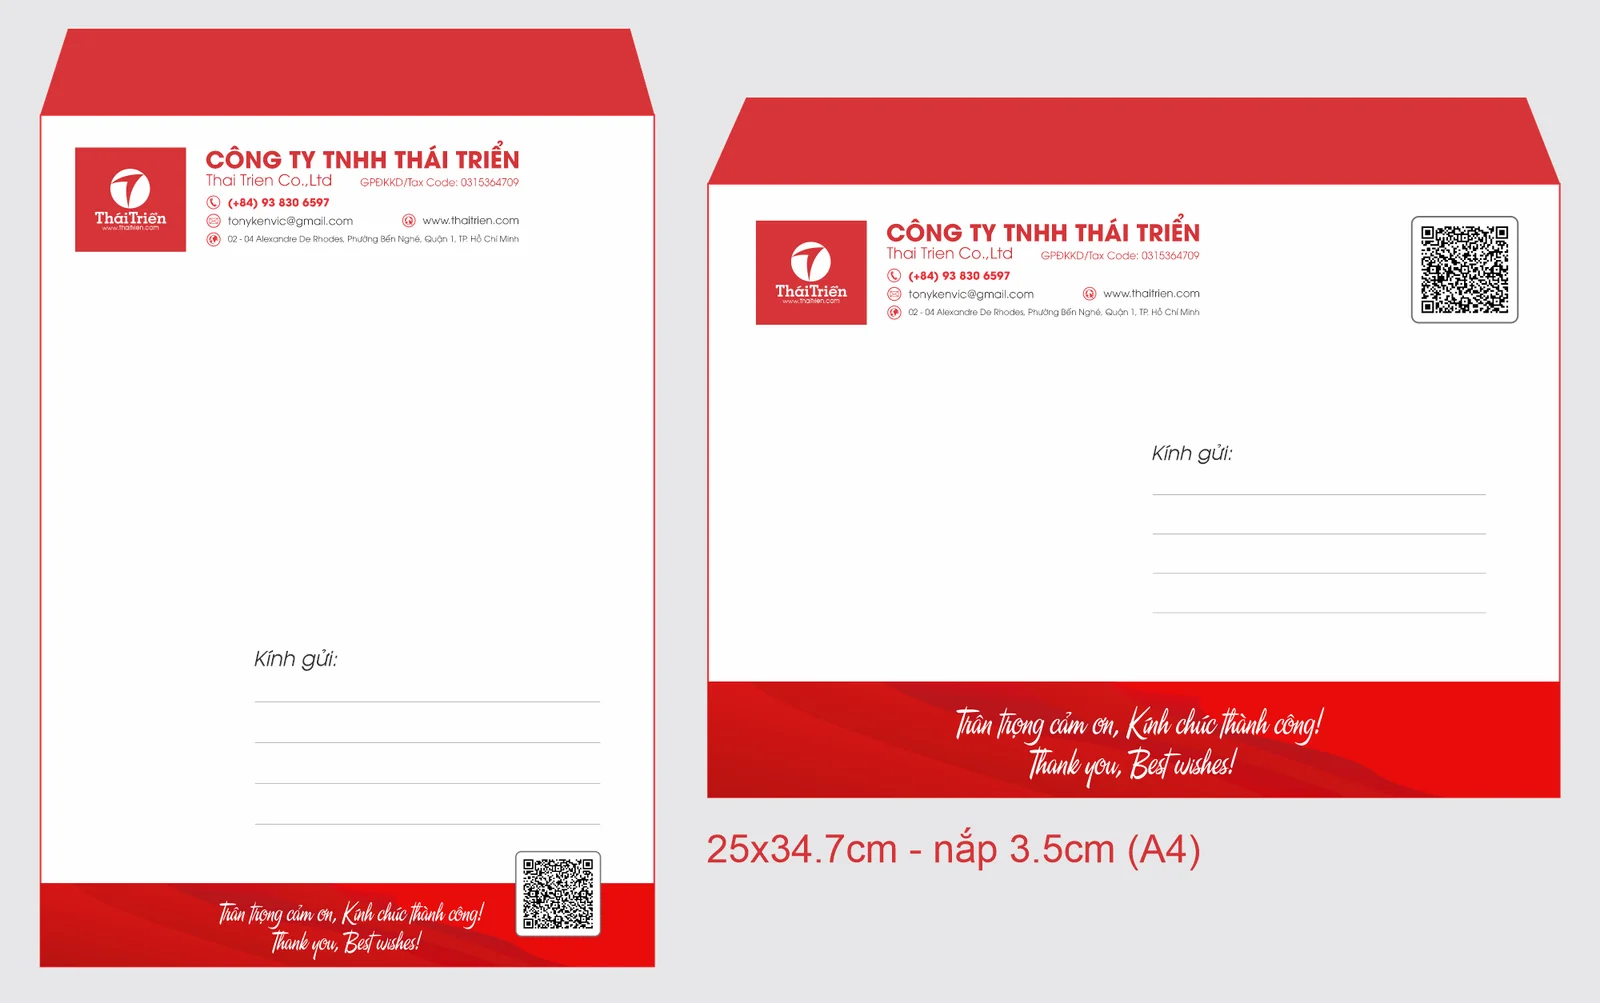 TháiTriển
www.thaitrien.com
CÔNG TY TNHH THÁI TRIỂN
Thai Trien Co.,Ltd GPĐKKD/Tax Code: 0315364709
(+84) 93 830 6597
tonykenvic@gmail.com www.thaitrien.com
02 - 04 Alexandre De Rhodes, Phường Bến Nghé, Quận 1, TP. Hồ Chí Minh
Kính gửi:
Trân trọng cảm ơn, Kính chúc thành công!
Thank you, Best wishes!
TháiTriển
www.thaitrien.com
CÔNG TY TNHH THÁI TRIỂN
Thai Trien Co.,Ltd GPĐKKD/Tax Code: 0315364709
(+84) 93 830 6597
tonykenvic@gmail.com www.thaitrien.com
02 - 04 Alexandre De Rhodes, Phường Bến Nghé, Quận 1, TP. Hồ Chí Minh
Kính gửi:
Trân trọng cảm ơn, Kính chúc thành công!
Thank you, Best wishes!
25x34.7cm - nắp 3.5cm (A4)